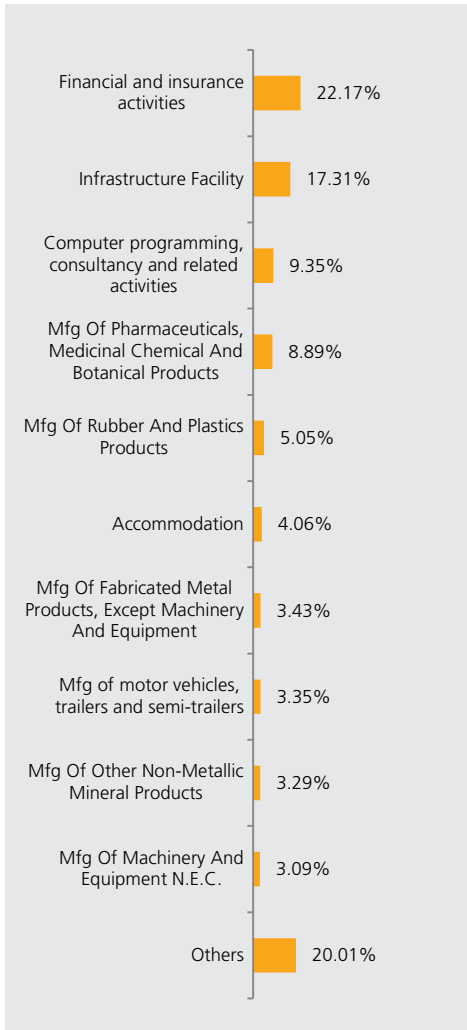 Financial and insurance
activities
22.17%
Infrastructure Facility
17.31%
Computer programming,
consultancy and related
activities
9.35%
Mfg Of Pharmaceuticals,
Medicinal Chemical And
Botanical Products
8.89%
Mfg Of Rubber And Plastics
Products
5.05%
Accommodation
4.06%
Mfg Of Fabricated Metal
Products, Except Machinery
And Equipment
3.43%
Mfg of motor vehicles,
trailers and semi-trailers
3.35%
Mfg Of Other Non-Metallic
Mineral Products
3.29%
Mfg Of Machinery And
Equipment N.E.C.
3.09%
Others
20.01%